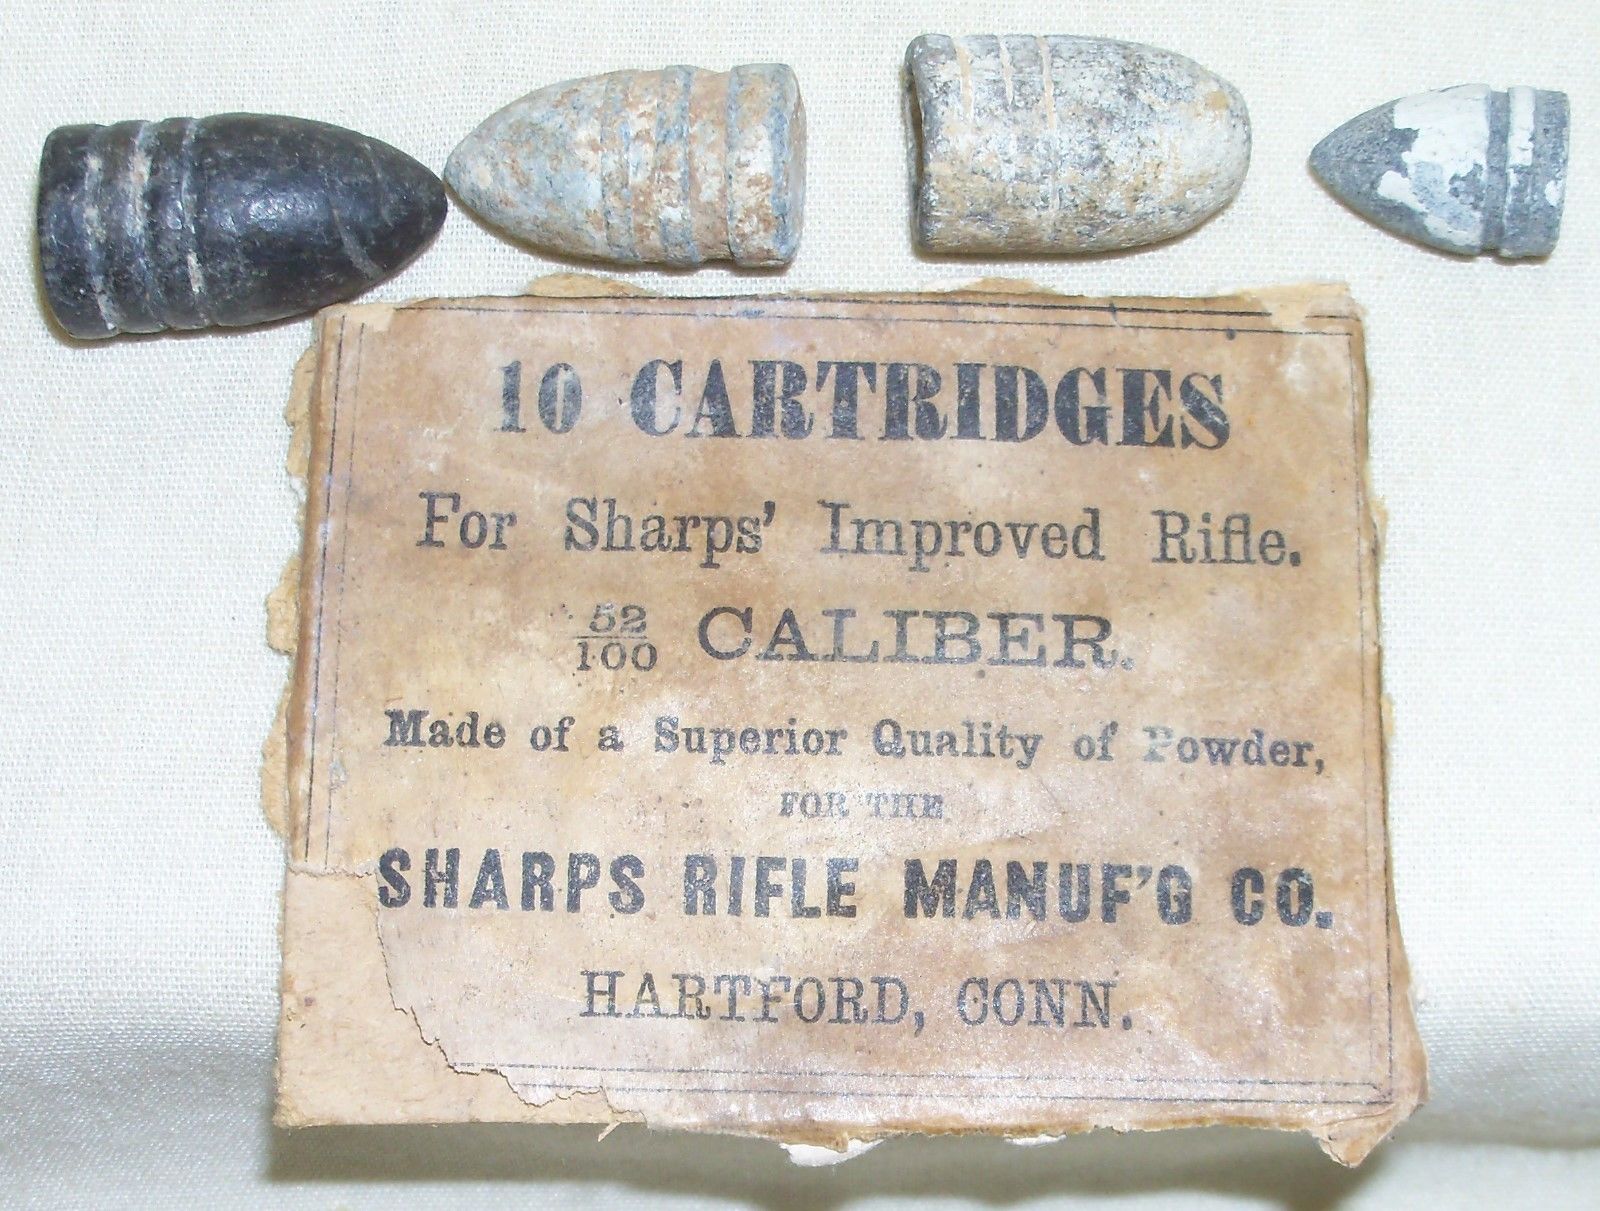 10 CARTRIDGES
For Sharps' Improved Rifle.
52/100 CALIBER.
Made of a Superior Quality of Powder,
FOR THE
SHARPS RIFLE MANUF'G CO.
HARTFORD, CONN.